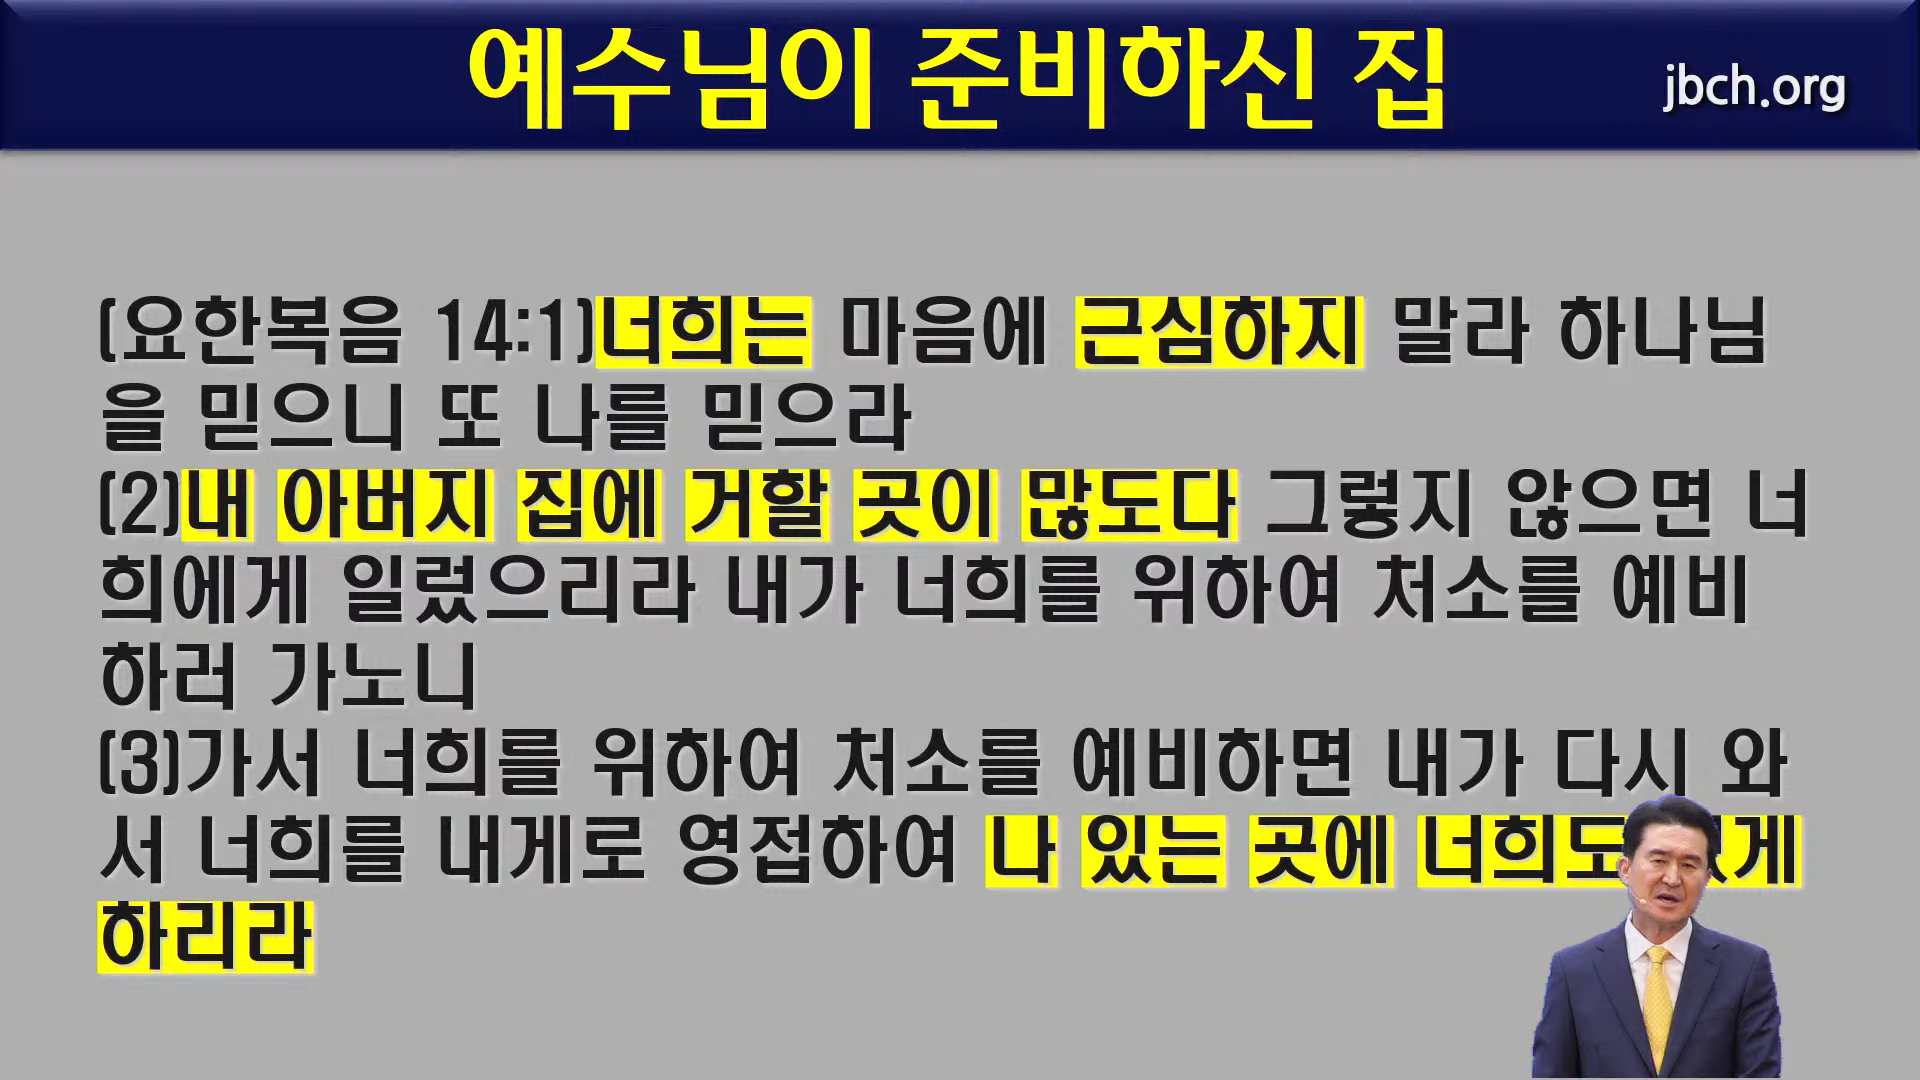 예수님이 준비하신 집
jbch.org
(요한복음 14:1)너희는 마음에 근심하지 말라 하나님
을 믿으니 또 나를 믿으라
(2)내 아버지 집에 거할 곳이 많도다 그렇지 않으면 너
희에게 일렀으리라 내가 너희를 위하여 처소를 예비
하러 가노니
(3)가서 너희를 위하여 처소를 예비하면 내가 다시 와
서 너희를 내게로 영접하여 나 있는 곳에 너희도
하리라